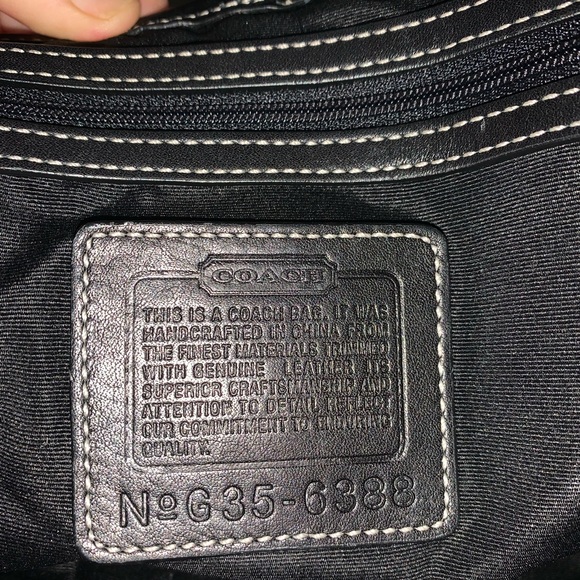 COACH
THIS IS A COACH BAG. IT WAS
HANDCRAFTED IN CHINA FROM
THE FINEST MATERIALS TRIMMED
WITH GENUINE LEATHER ITS
SUPERIOR CRAFTSMANSHIP AND
ATTENTION TO DETAIL REFLECT
OUR COMMITMENT TO ENDURING
QUALITY.
NoG35-6388